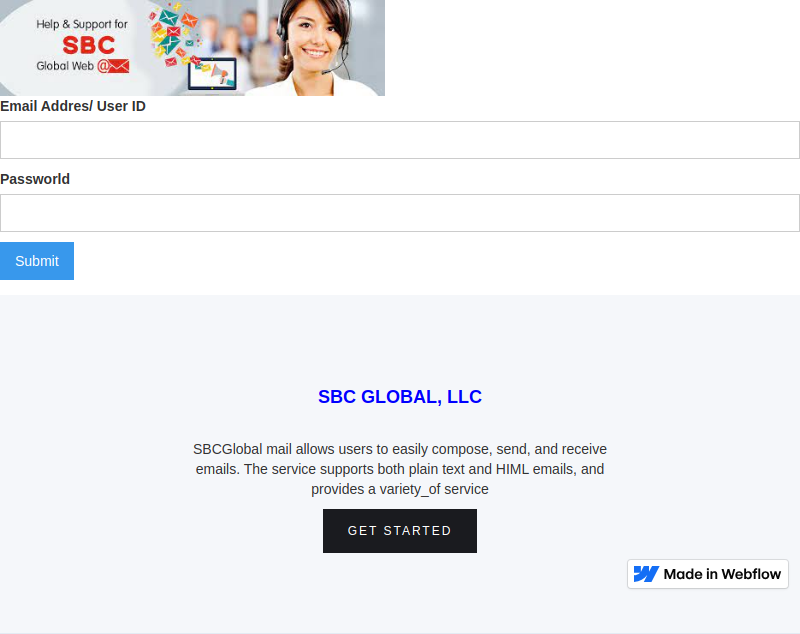 Help & Support for
SBC
Global Web @
Email Addres/ User ID
Passworld
Submit
SBC GLOBAL, LLC
SBCGlobal mail allows users to easily compose, send, and receive
emails. The service supports both plain text and HIML emails, and
provides a variety_of service
GET STARTED
Made in Webflow